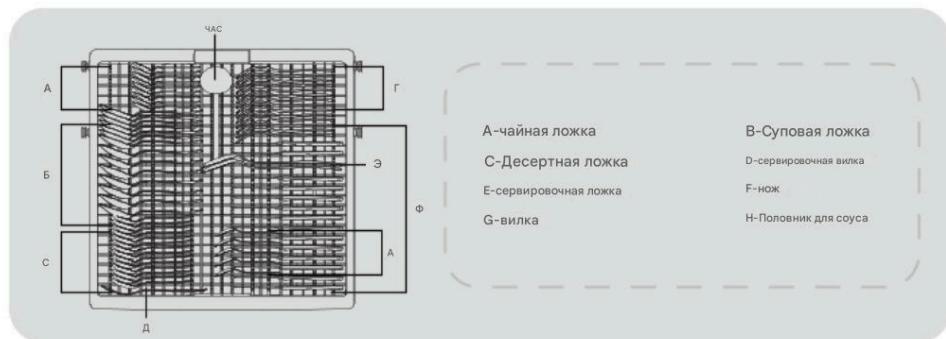 ЧАС
А
Г
Б
Э
Ф
С
А
Д
А-чайная ложка
В-Суповая ложка
С-Десертная ложка
D-сервировочная вилка
Е-сервировочная ложка
F-нож
G-вилка
Н-Половник для соуса